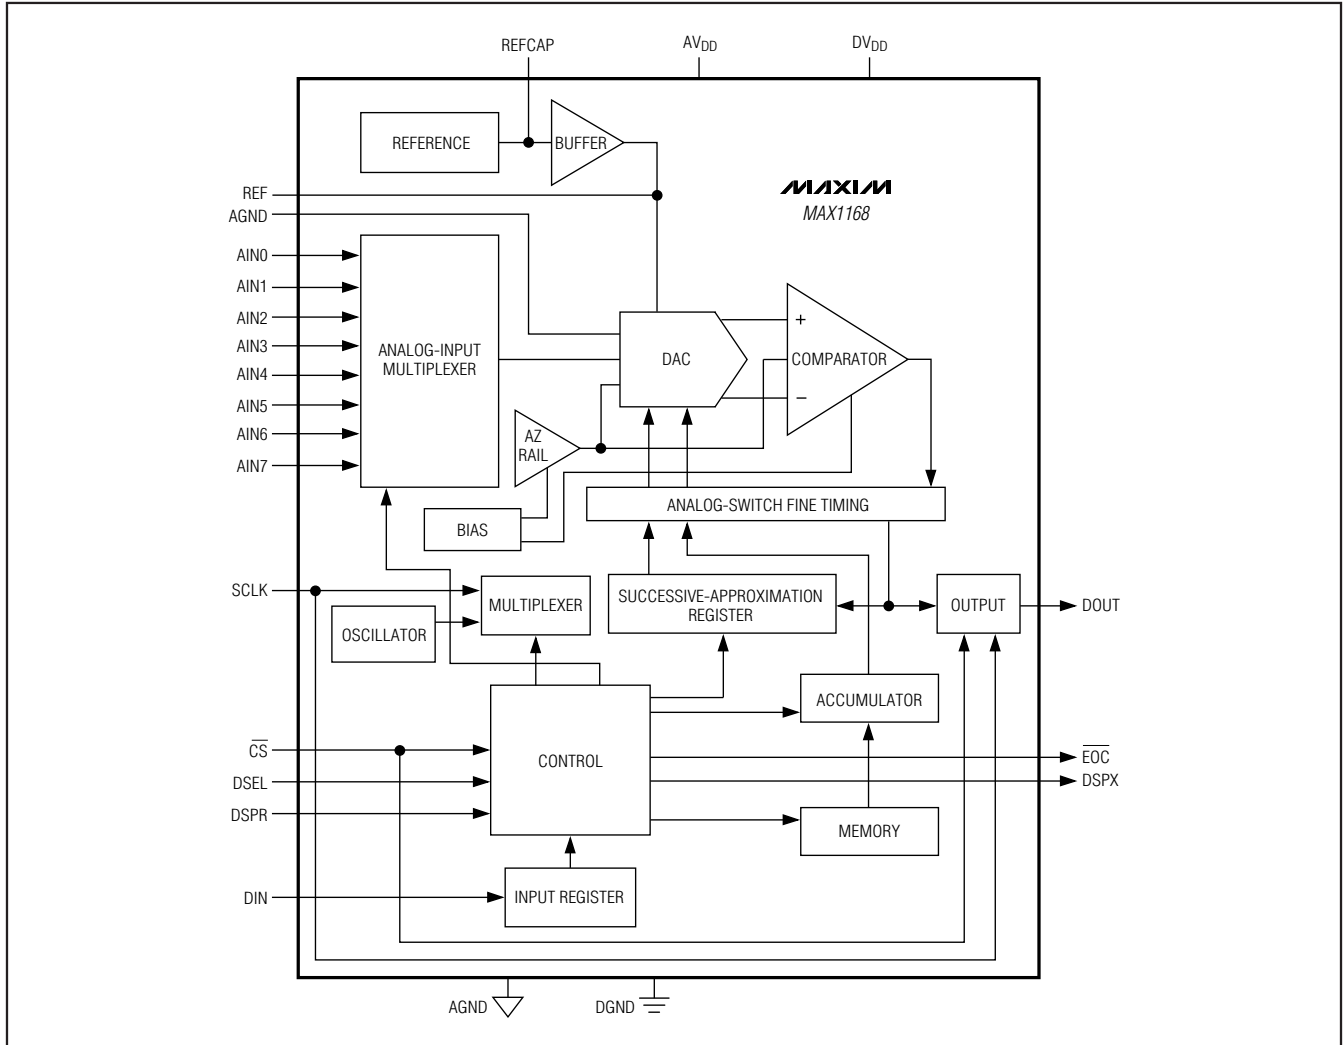 REFCAP
AVDD
DVDD
REFERENCE
BUFFER
REF
AGND
MAXIM
MAX1168
AIN0
AIN1
AIN2
AIN3
AIN4
AIN5
AIN6
AIN7
ANALOG-INPUT
MULTIPLEXER
DAC
+
COMPARATOR
−
AZ
RAIL
ANALOG-SWITCH FINE TIMING
BIAS
SCLK
MULTIPLEXER
OSCILLATOR
SUCCESSIVE-APPROXIMATION
REGISTER
OUTPUT
DOUT
ACCUMULATOR
CS
DSEL
DSPR
CONTROL
EOC
DSPX
MEMORY
DIN
INPUT REGISTER
AGND
DGND